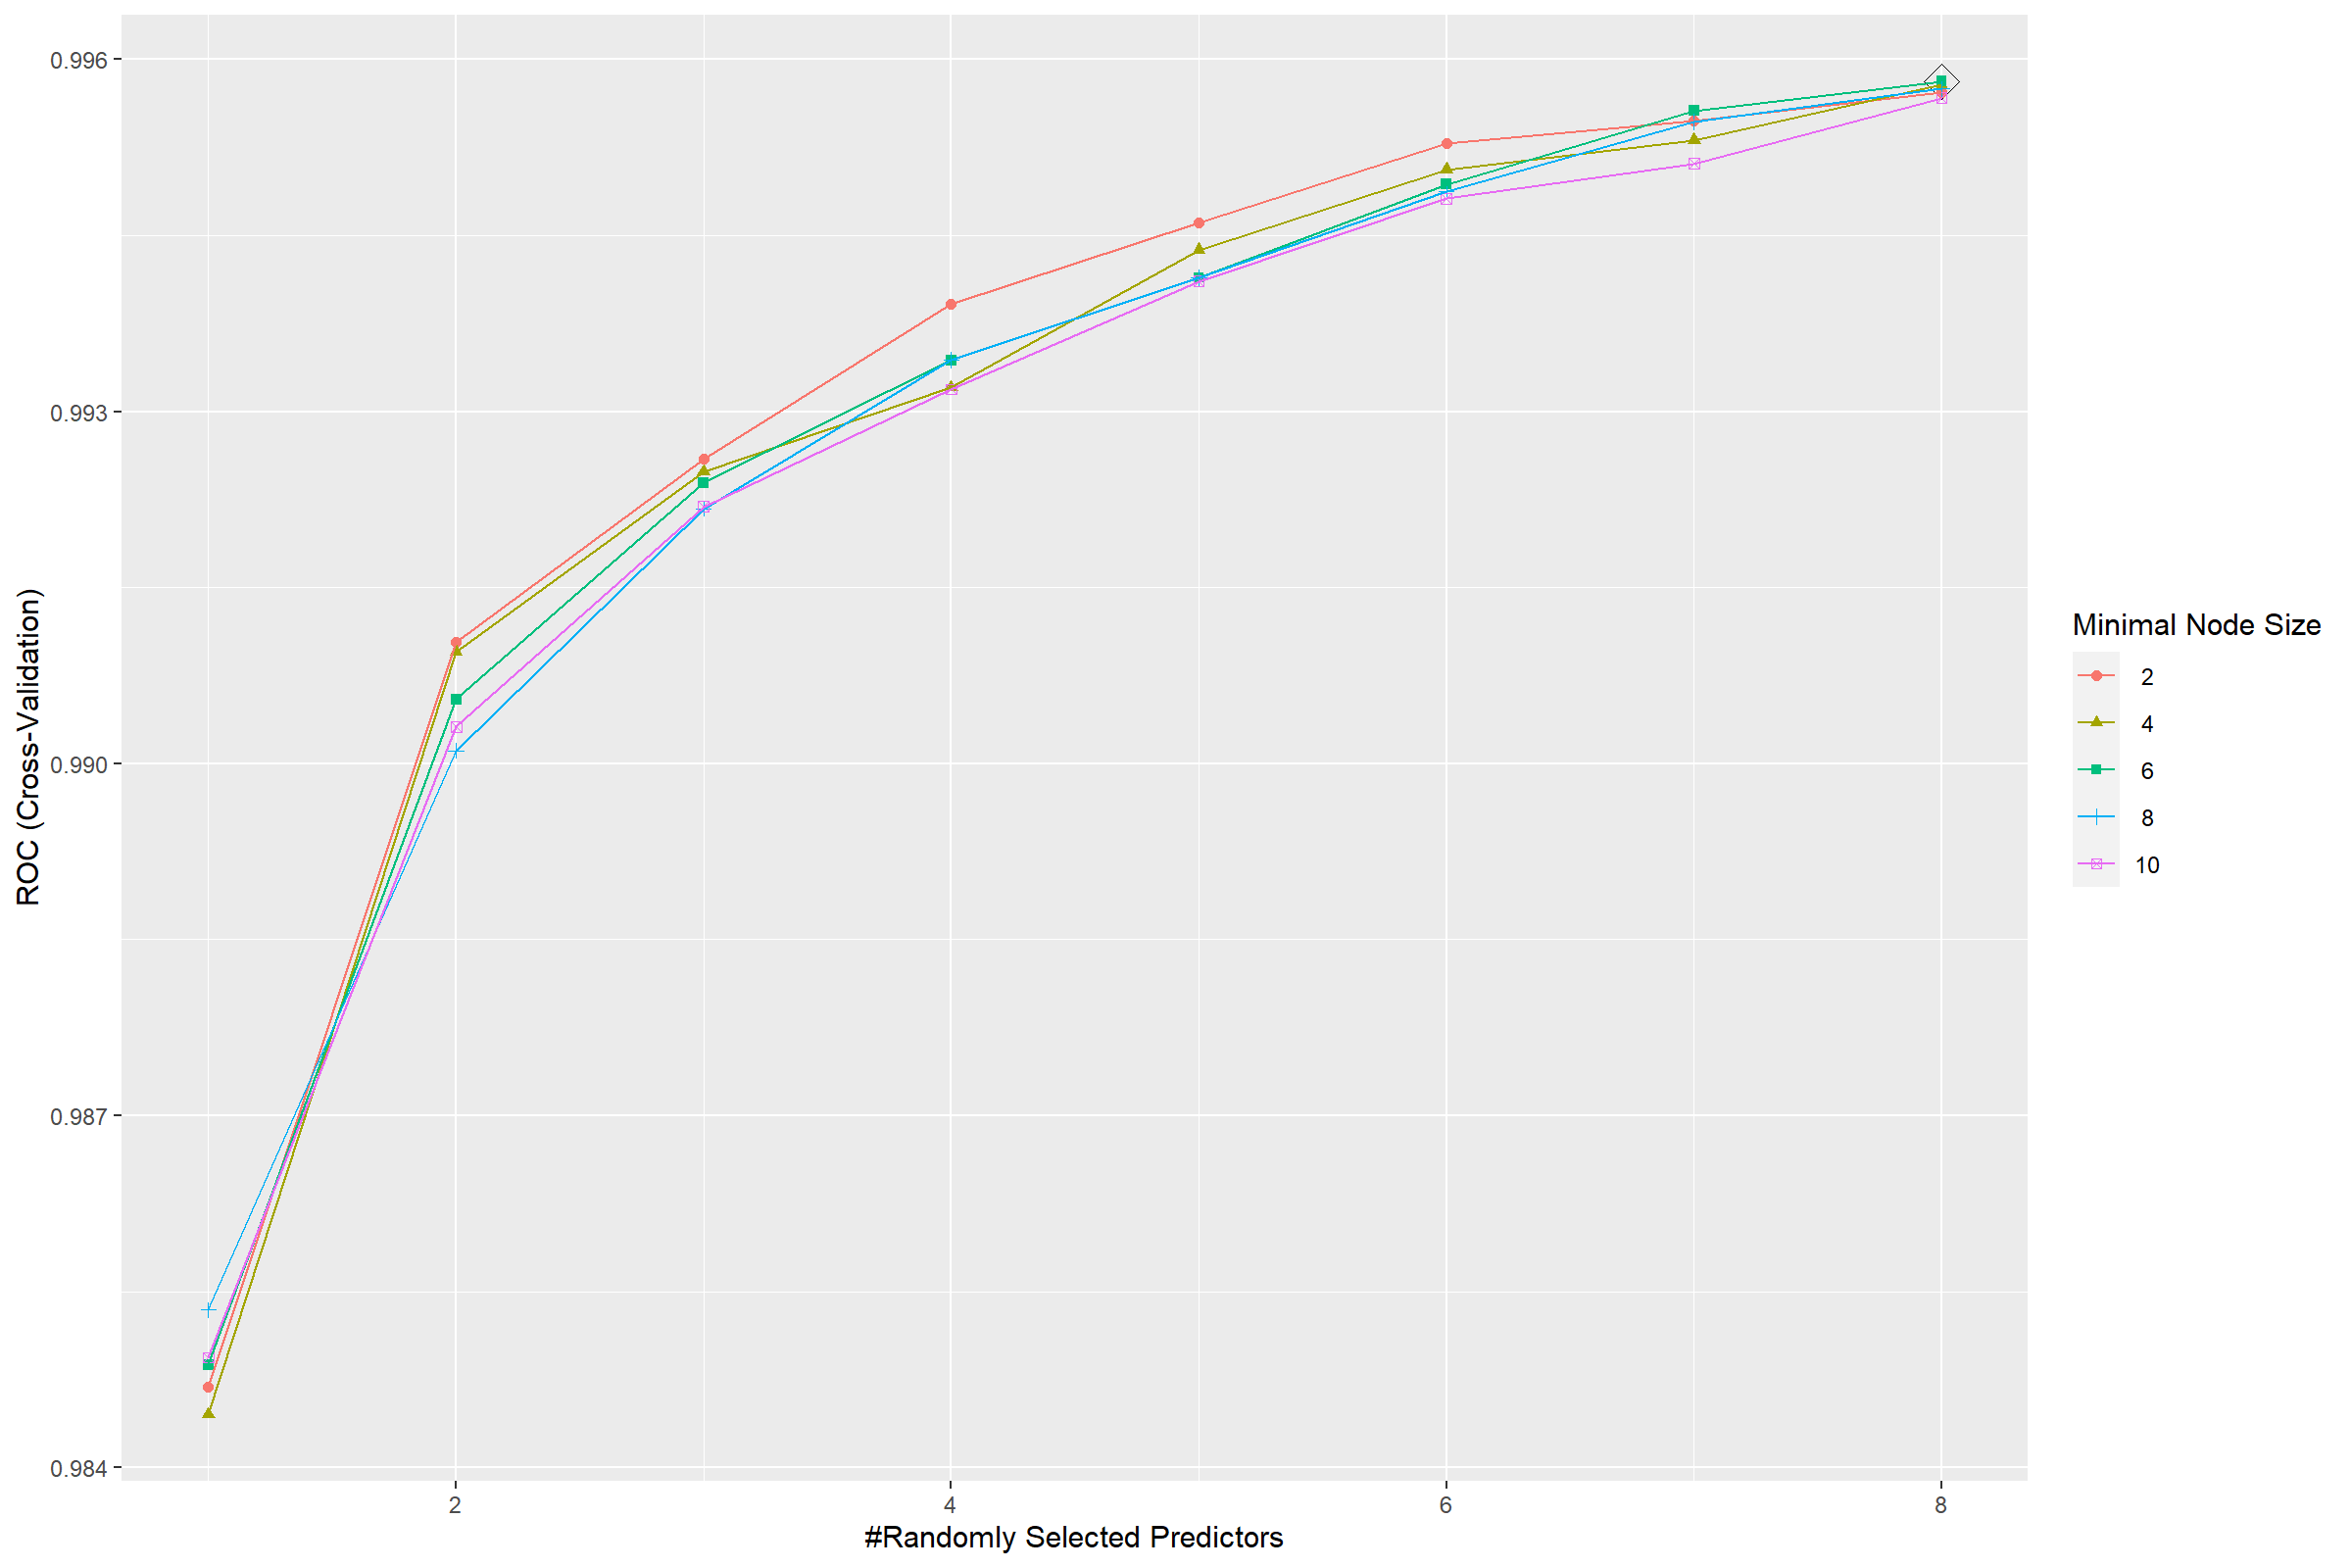 0.996
0.993
0.990
0.987
0.984
ROC (Cross-Validation)
2 4 6 8
#Randomly Selected Predictors
Minimal Node Size
2
4
6
8
10